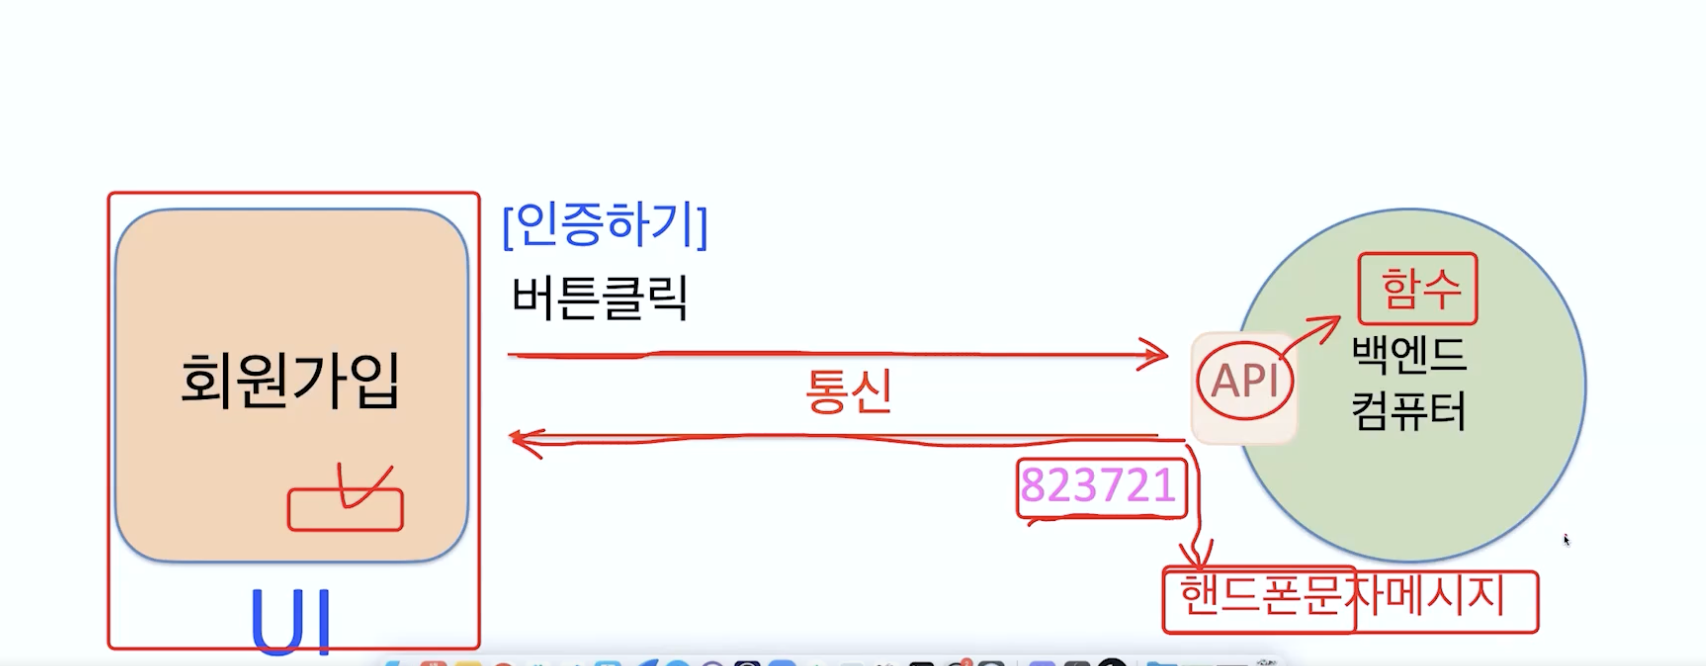 [인증하기]
버튼클릭
회원가입
UI
통신
823721
API
함수
백엔드
컴퓨터
핸드폰문자메시지